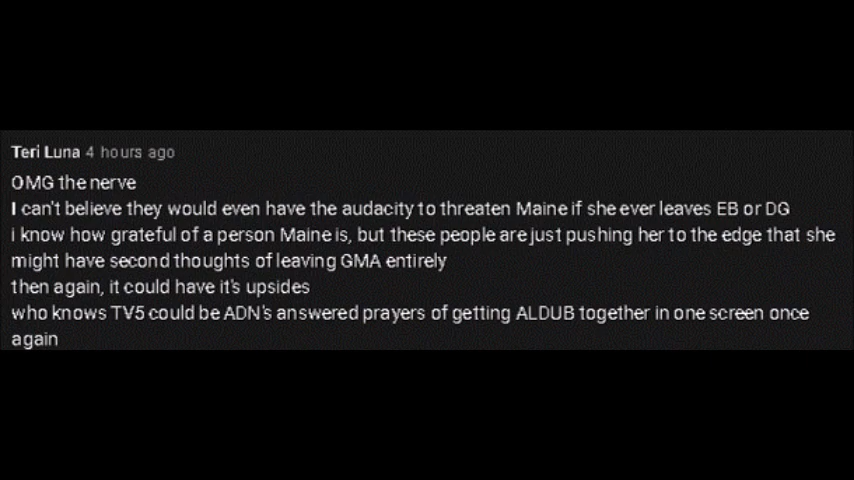 Teri Luna 4 hours ago
OMG the nerve
I can't believe they would even have the audacity to threaten Maine if she ever leaves EB or DG
i know how grateful of a person Maine is, but these people are just pushing her to the edge that she
might have second thoughts of leaving GMA entirely
then again, it could have it's upsides
who knows TV5 could be ADN's answered prayers of getting ALDUB together in one screen once
again